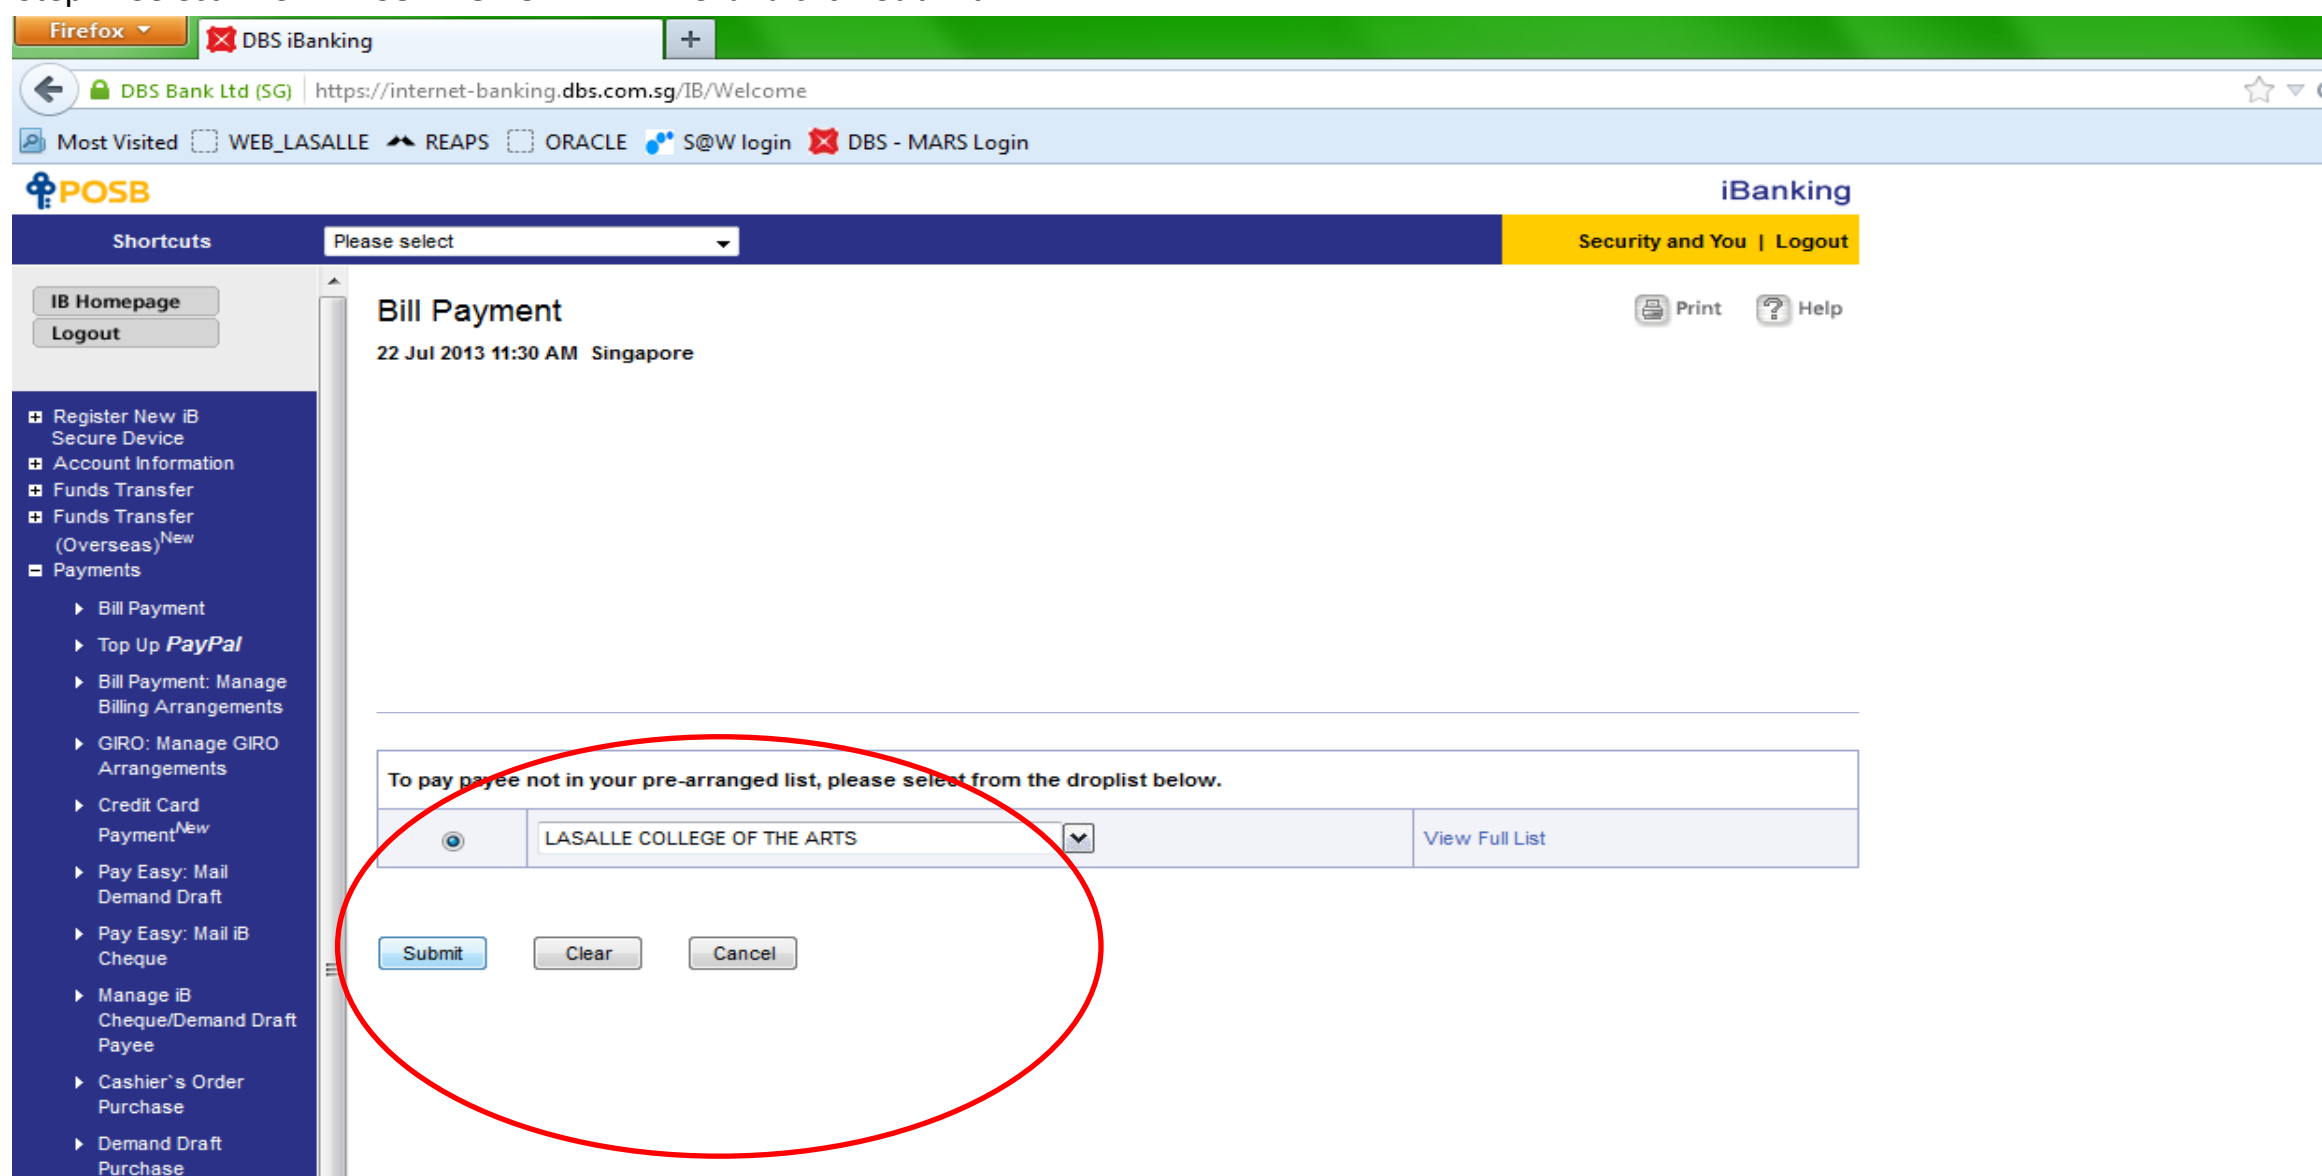 Firefox
DBS iBanking
DBS Bank Ltd (SG) https://internet-banking.dbs.com.sg/IB/Welcome
Most Visited WEB_LASALLE REAPS ORACLE S@W login DBS - MARS Login
POSB
iBanking
Shortcuts
Please select
Security and You | Logout
IB Homepage
Logout
Bill Payment
Print Help
22 Jul 2013 11:30 AM Singapore
Register New iB
Secure Device
Account Information
Funds Transfer
Funds Transfer
(Overseas)New
Payments
Bill Payment
Top Up PayPal
Bill Payment: Manage
Billing Arrangements
GIRO: Manage GIRO
Arrangements
Credit Card
PaymentNew
Pay Easy: Mail
Demand Draft
Pay Easy: Mail iB
Cheque
Manage iB
Cheque/Demand Draft
Payee
Cashier`s Order
Purchase
Demand Draft
Purchase
To pay payee not in your pre-arranged list, please select from the droplist below.
LASALLE COLLEGE OF THE ARTS
View Full List
Submit Clear Cancel